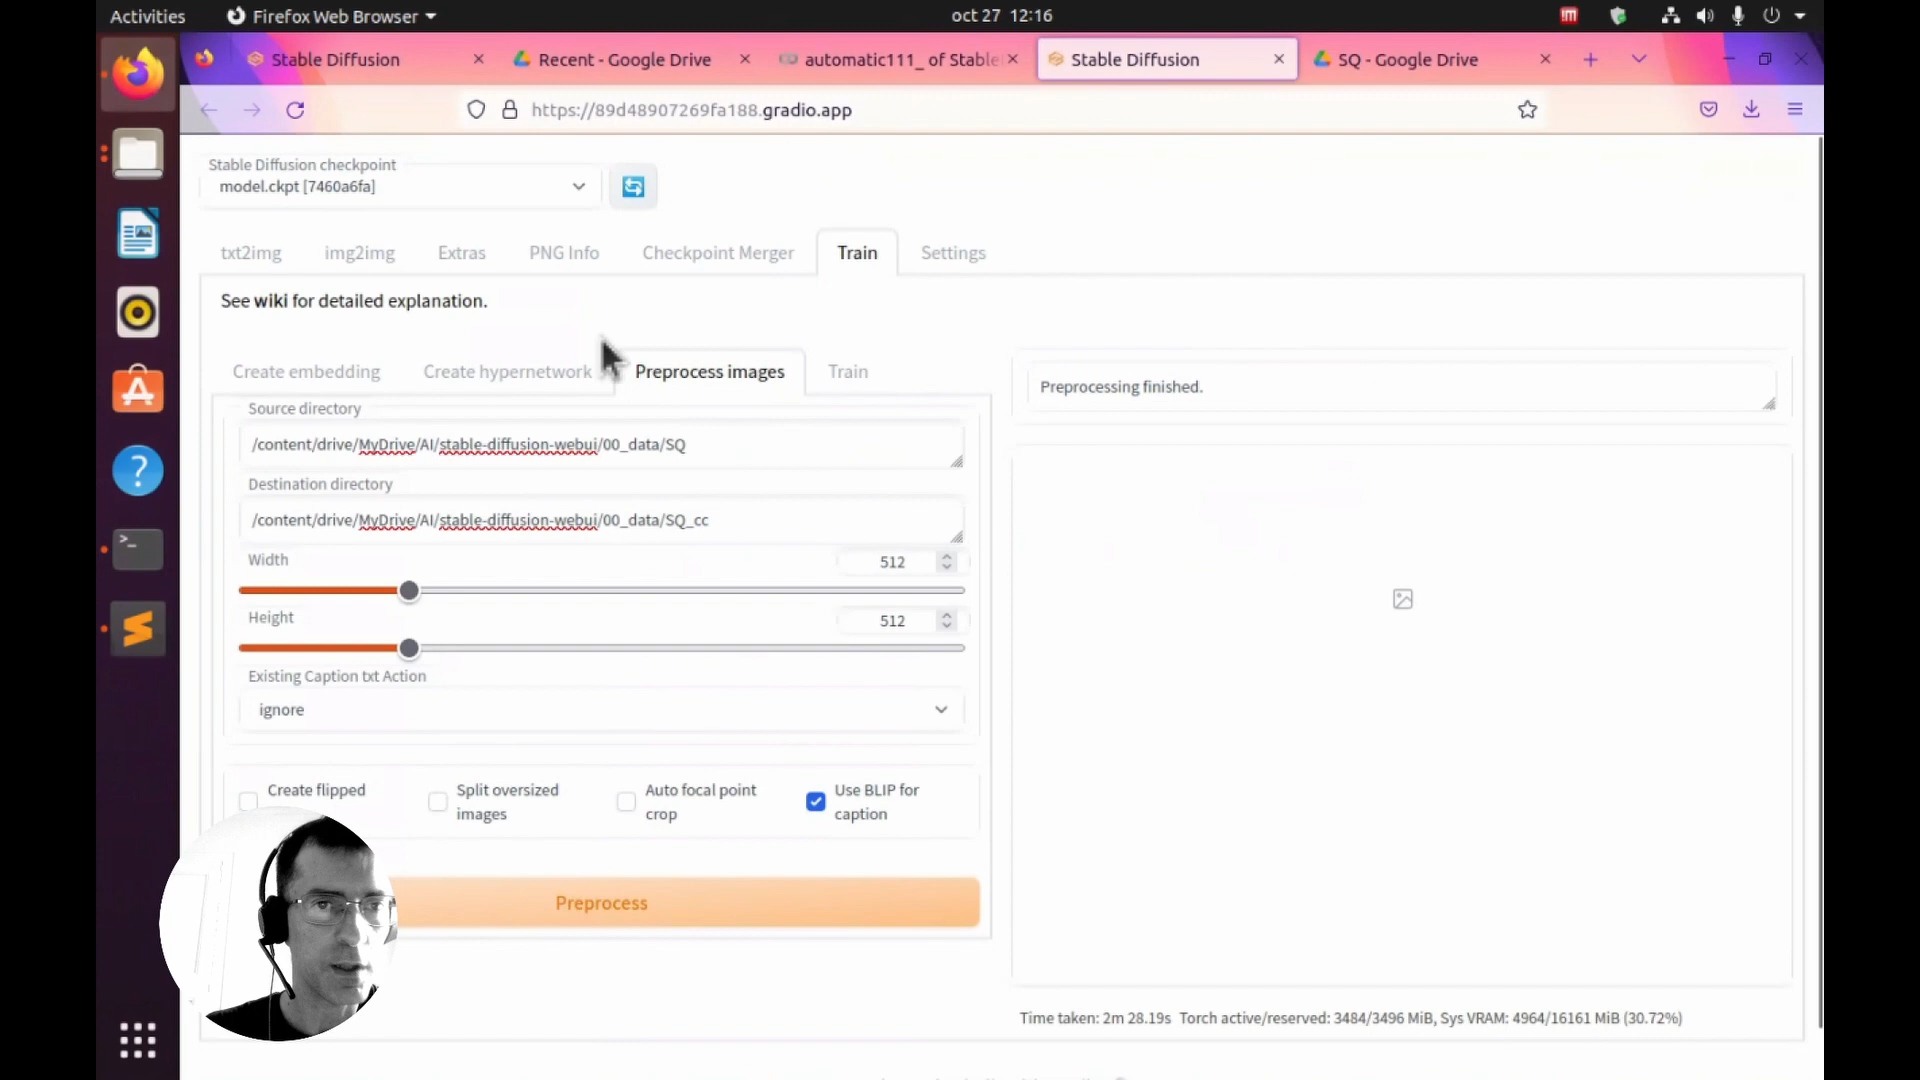 Activities
Firefox Web Browser
oct 27 12:16
Stable Diffusion
Recent - Google Drive
automatic111_ of Stable
Stable Diffusion
SQ - Google Drive
https://89d48907269fa188.gradio.app
Stable Diffusion checkpoint
model.ckpt [7460a6fa]
txt2img
img2img
Extras
PNG Info
Checkpoint Merger
Train
Settings
See wiki for detailed explanation.
Create embedding
Create hypernetwork
Preprocess images
Train
Source directory
/content/drive/MyDrive/AI/stable-diffusion-webui/00_data/SQ
Destination directory
/content/drive/MyDrive/AI/stable-diffusion-webui/00_data/SQ_cc
Width
512
Height
512
Existing Caption txt Action
ignore
Create flipped
Split oversized
images
Auto focal point
crop
Use BLIP for
caption
Preprocess
Preprocessing finished.
Time taken: 2m 28.19s Torch active/reserved: 3484/3496 MiB, Sys VRAM: 4964/16161 MiB (30.72%)